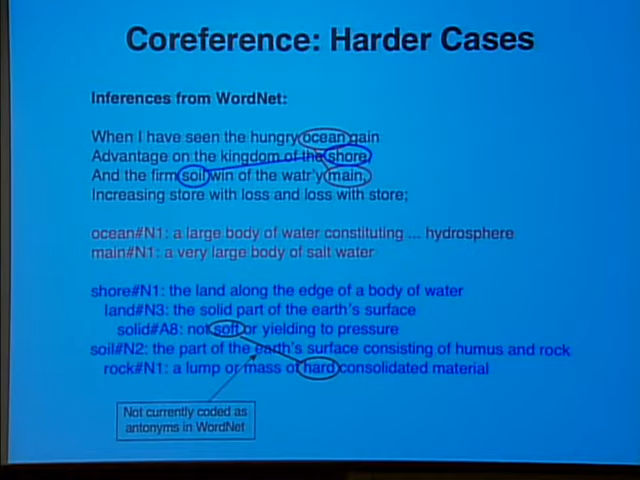 Coreference: Harder Cases
Inferences from WordNet:
When I have seen the hungry ocean gain
Advantage on the kingdom of the shore,
And the firm soil win of the watr'y main,
Increasing store with loss and loss with store;
ocean#N1: a large body of water constituting ... hydrosphere
main#N1: a very large body of salt water
shore#N1: the land along the edge of a body of water
land#N3: the solid part of the earth's surface
solid#A8: not soft or yielding to pressure
soil#N2: the part of the earth's surface consisting of humus and rock
rock#N1: a lump or mass of hard consolidated material
Not currently coded as
antonyms in WordNet